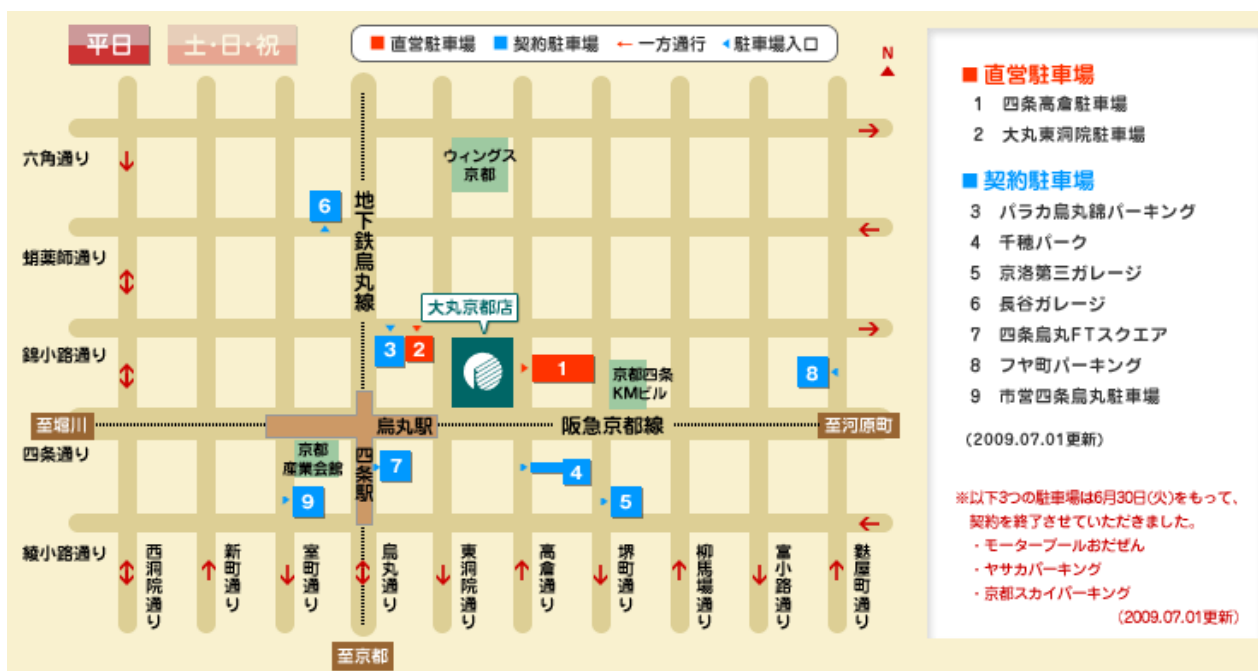 平日
土・日・祝
■直営駐車場 ■契約駐車場 ←一方通行 ◂駐車場入口
N
六角通り
ウィングス
京都
6
地下鉄烏丸線
蛸薬師通り
大丸京都店
錦小路通り
3
2
1
京都四条
KMビル
8
至堀川
烏丸駅
阪急京都線
至河原町
四条通り
京都
産業会館
四条駅
7
4
9
5
綾小路通り
西洞院通り
新町通り
室町通り
烏丸通り
東洞院通り
高倉通り
堺町通り
柳馬場通り
富小路通り
麩屋町通り
至京都
■直営駐車場
1 四条高倉駐車場
2 大丸東洞院駐車場
■契約駐車場
3 パラカ烏丸錦パーキング
4 千穂パーク
5 京洛第三ガレージ
6 長谷ガレージ
7 四条烏丸FTスクエア
8 フヤ町パーキング
9 市営四条烏丸駐車場
(2009.07.01更新)
※以下3つの駐車場は6月30日(火)をもって、
契約を終了させていただきました。
・モータープールおだぜん
・ヤサカパーキング
・京都スカイパーキング
(2009.07.01更新)